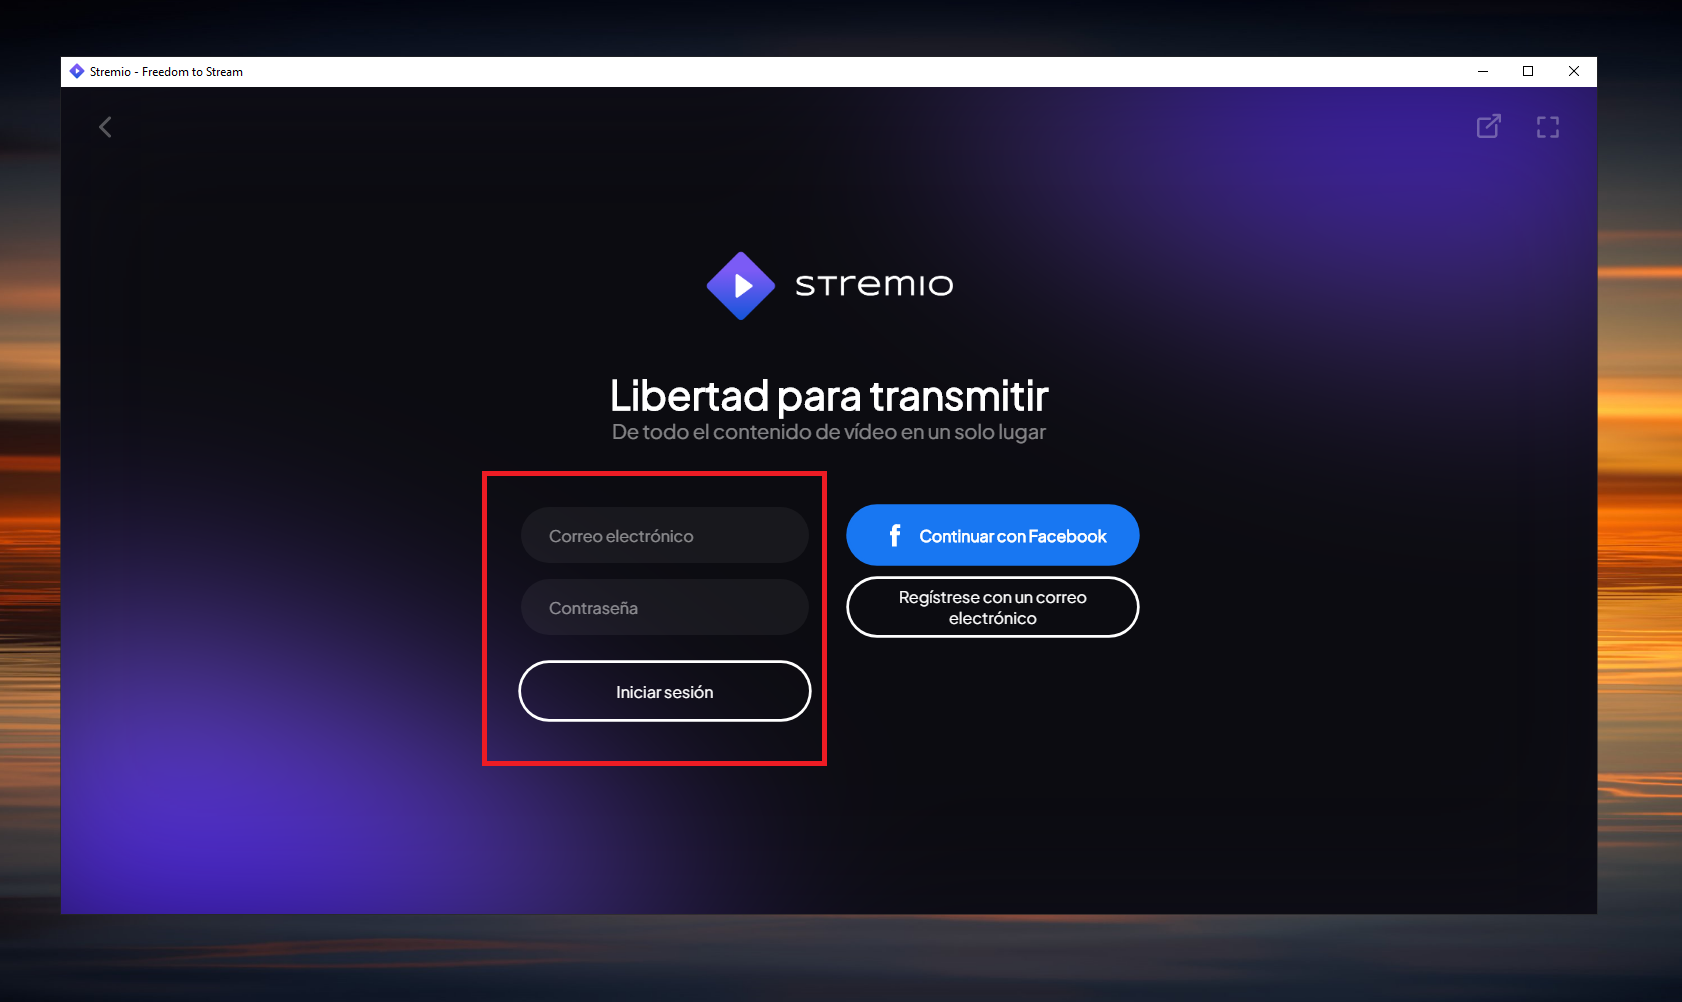 Stremio - Freedom to Stream
stremio
Libertad para transmitir
De todo el contenido de vídeo en un solo lugar
Correo electrónico
Contraseña
Iniciar sesión
Continuar con Facebook
Regístrese con un correo
electrónico